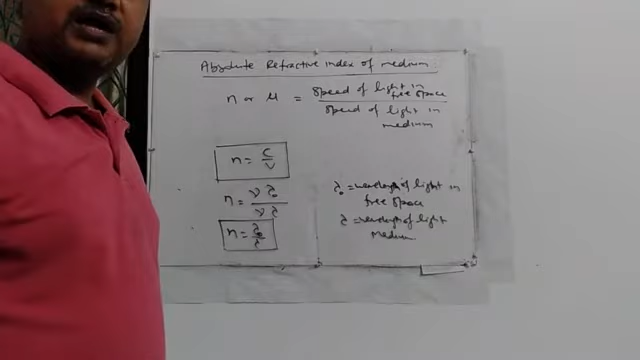 Absolute Refractive Index of medium:
n or μ = speed of light in free space / speed of light in medium
n = c/v
n = ν λ₀ / ν λ
n = λ₀/λ
λ₀ = wavelength of light in
free space
λ = wavelength of light
medium